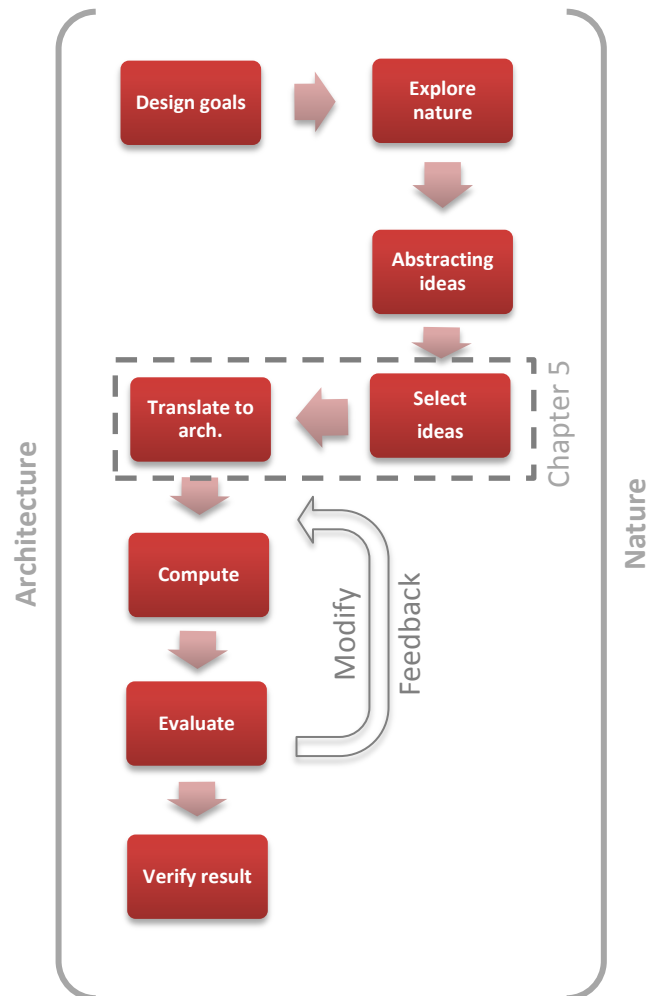 Design goals
Explore
nature
Abstracting
ideas
Select
ideas
Translate to
arch.
Chapter 5
Compute
Modify
Feedback
Evaluate
Verify result
Architecture
Nature